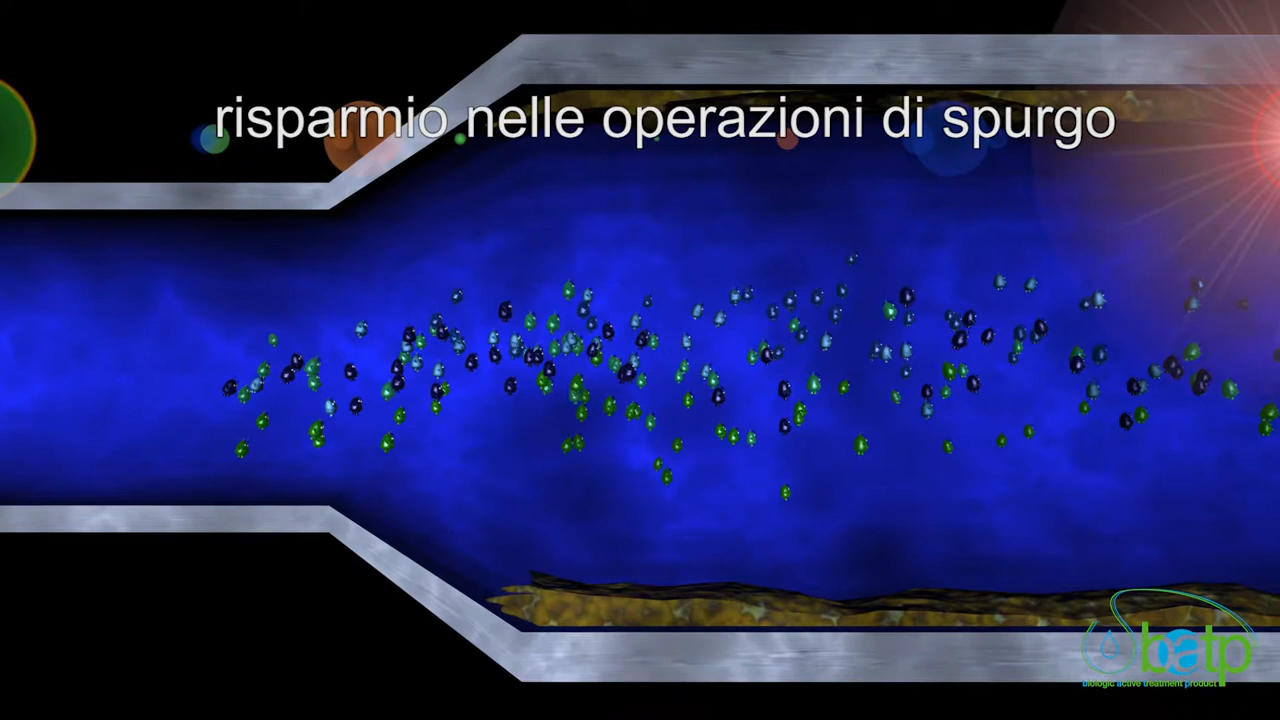 risparmio nelle operazioni di spurgo
batp
biologic active treatment product